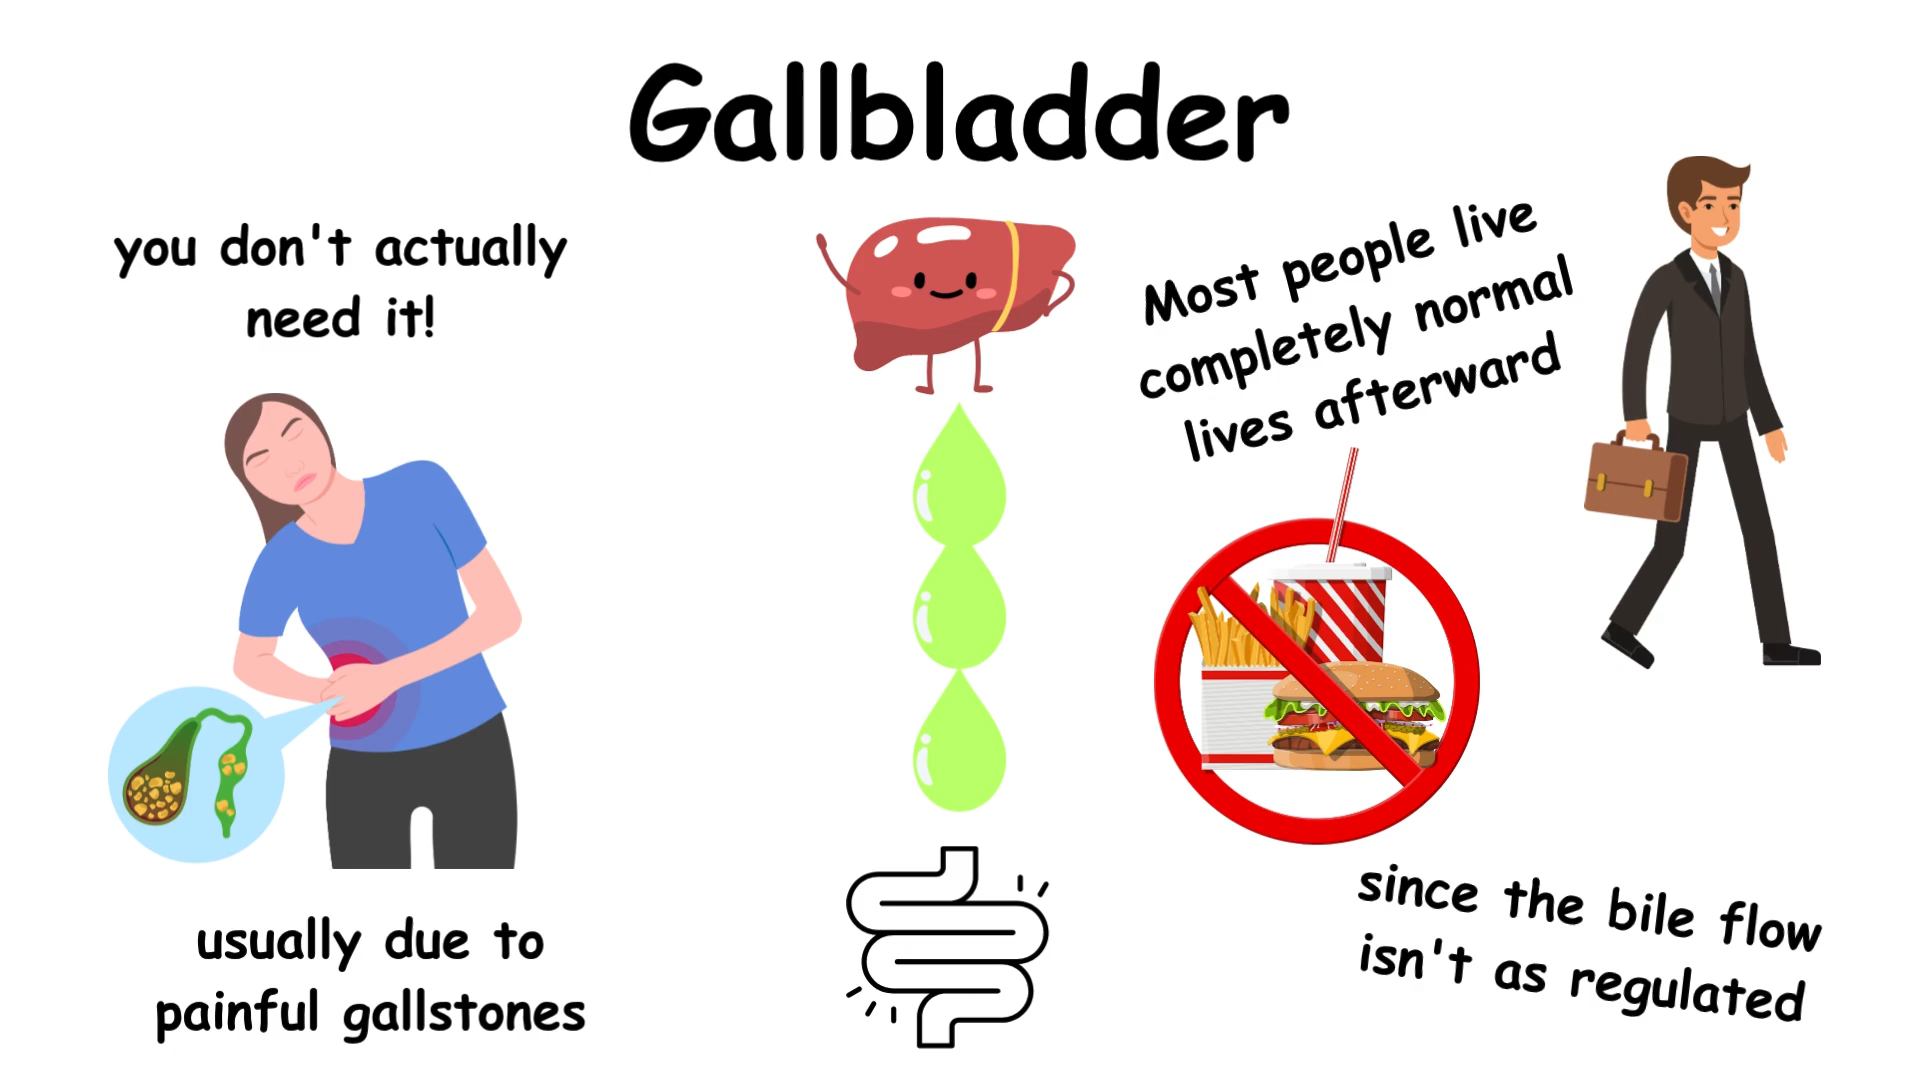 Gallbladder
you don't actually
need it!
usually due to
painful gallstones
Most people live
completely normal
lives afterward
since the bile flow
isn't as regulated